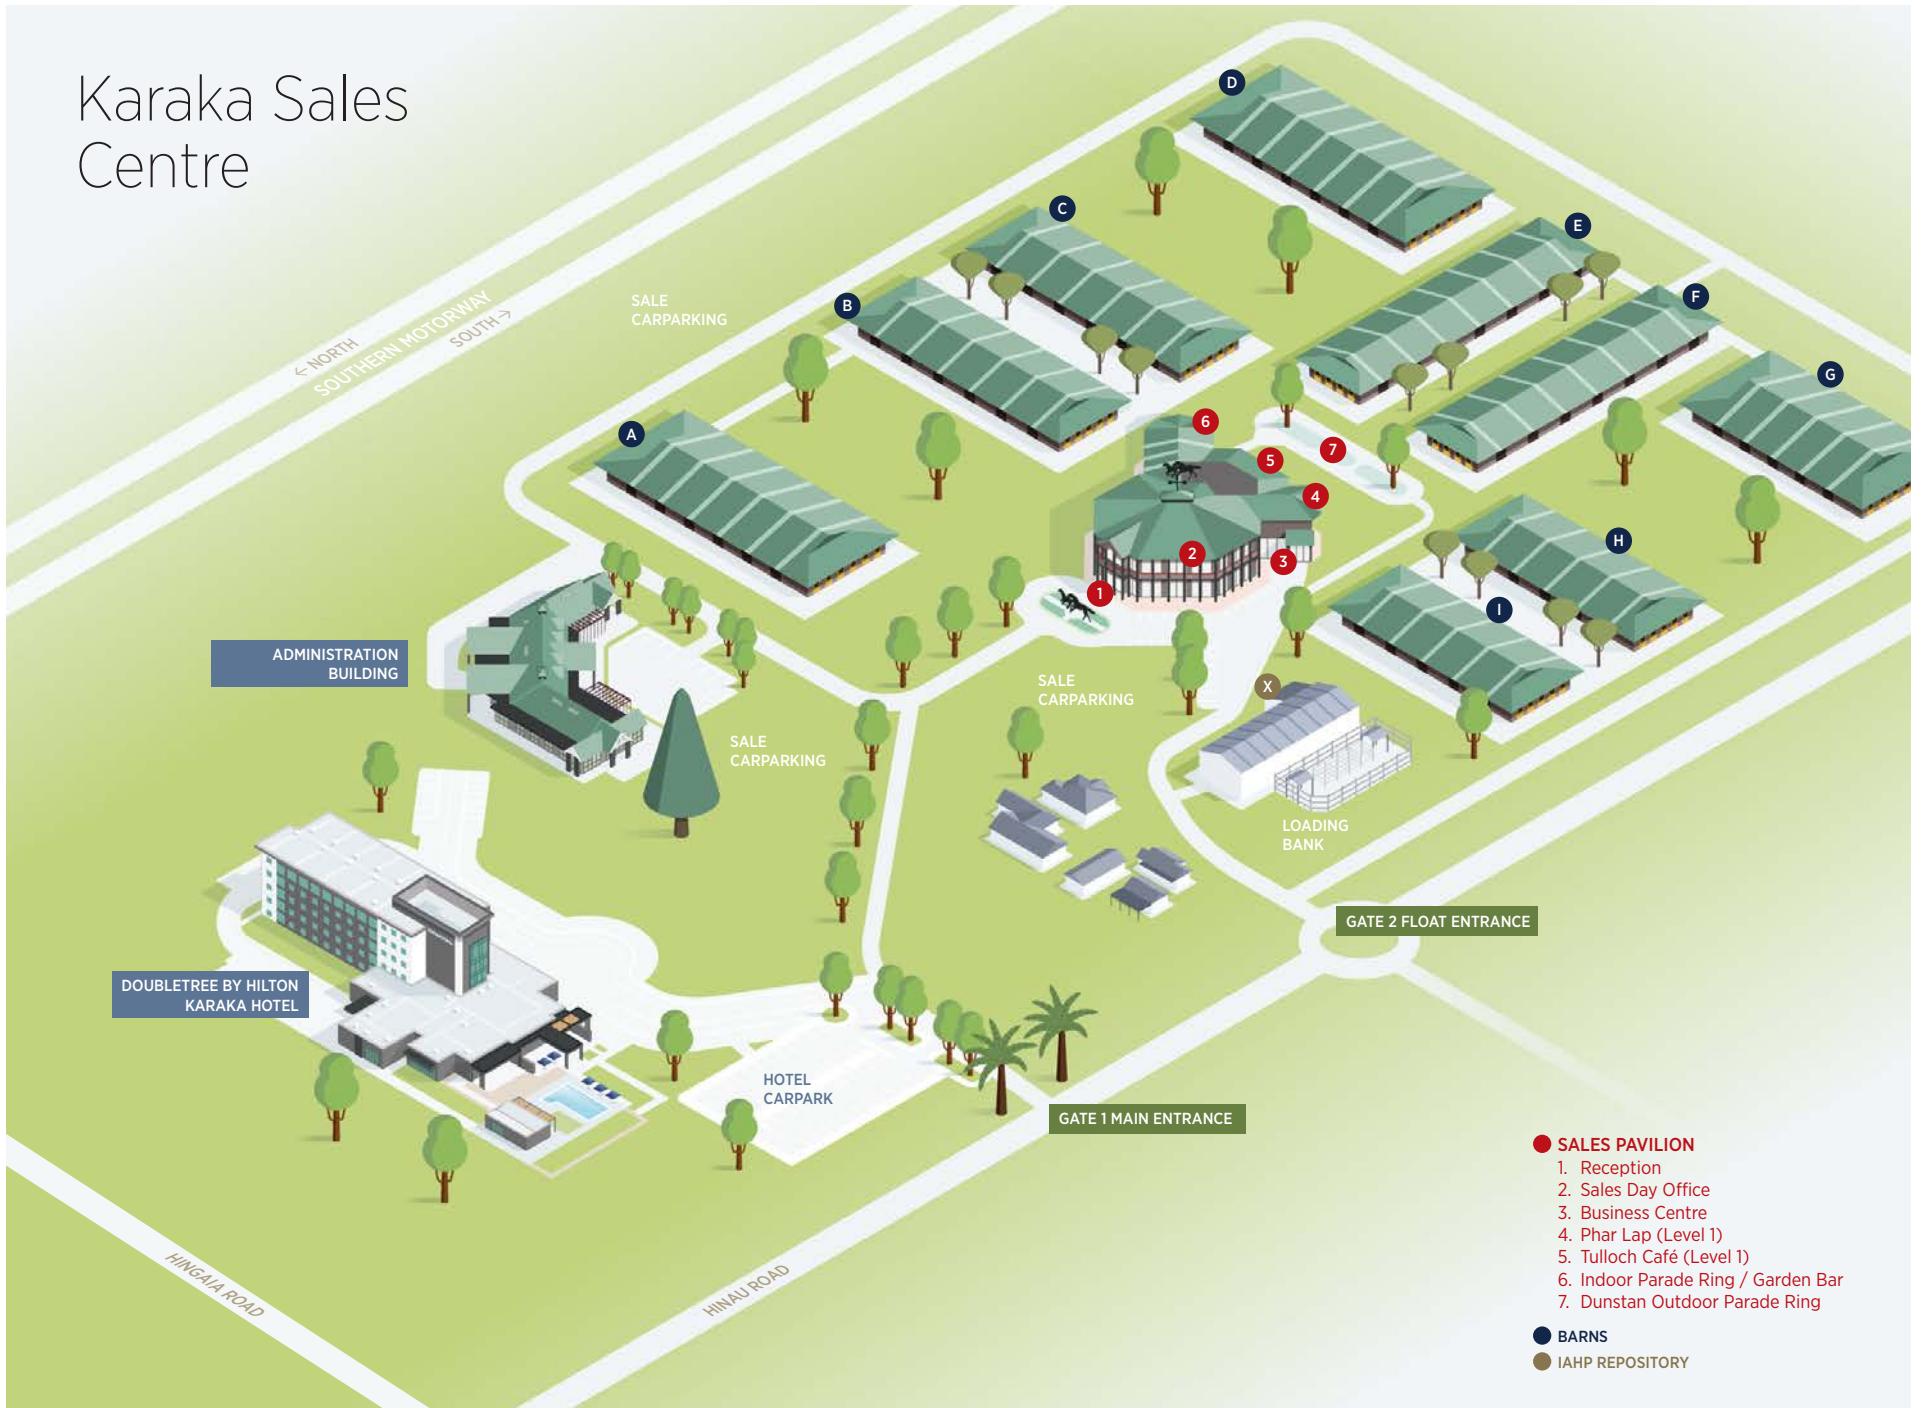 Karaka Sales
Centre
D
C
E
B
F
SALE
CARPARKING
← NORTH
SOUTHERN MOTORWAY
SOUTH →
G
A
6
5
7
4
2
3
1
H
I
ADMINISTRATION
BUILDING
SALE
CARPARKING
X
SALE
CARPARKING
LOADING
BANK
GATE 2 FLOAT ENTRANCE
DOUBLETREE BY HILTON
KARAKA HOTEL
HOTEL
CARPARK
GATE 1 MAIN ENTRANCE
HINGAIA ROAD
HINAU ROAD
SALES PAVILION
1. Reception
2. Sales Day Office
3. Business Centre
4. Phar Lap (Level 1)
5. Tulloch Café (Level 1)
6. Indoor Parade Ring / Garden Bar
7. Dunstan Outdoor Parade Ring
BARNS
IAHP REPOSITORY